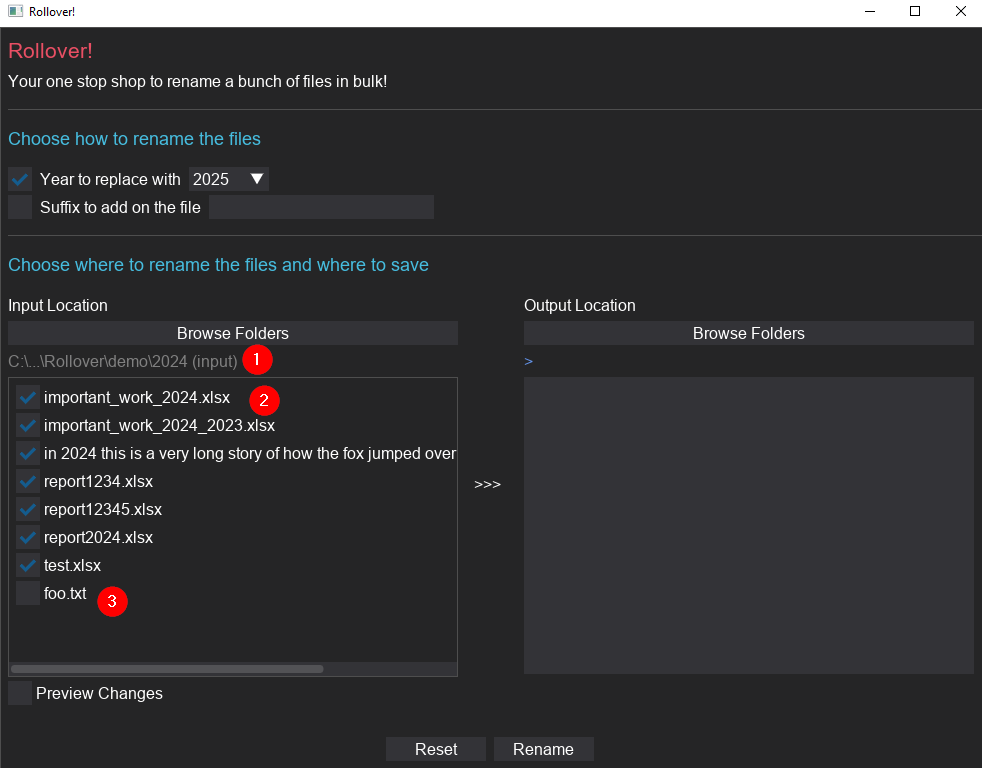 Rollover!
Rollover!
Your one stop shop to rename a bunch of files in bulk!
Choose how to rename the files
Year to replace with 2025
Suffix to add on the file
Choose where to rename the files and where to save
Input Location
Browse Folders
C:\...\Rollover\demo\2024 (input) 1
important_work_2024.xlsx 2
important_work_2024_2023.xlsx
in 2024 this is a very long story of how the fox jumped over
report1234.xlsx
report12345.xlsx
report2024.xlsx
test.xlsx
foo.txt 3
Preview Changes
>>>
Output Location
Browse Folders
>
Reset
Rename